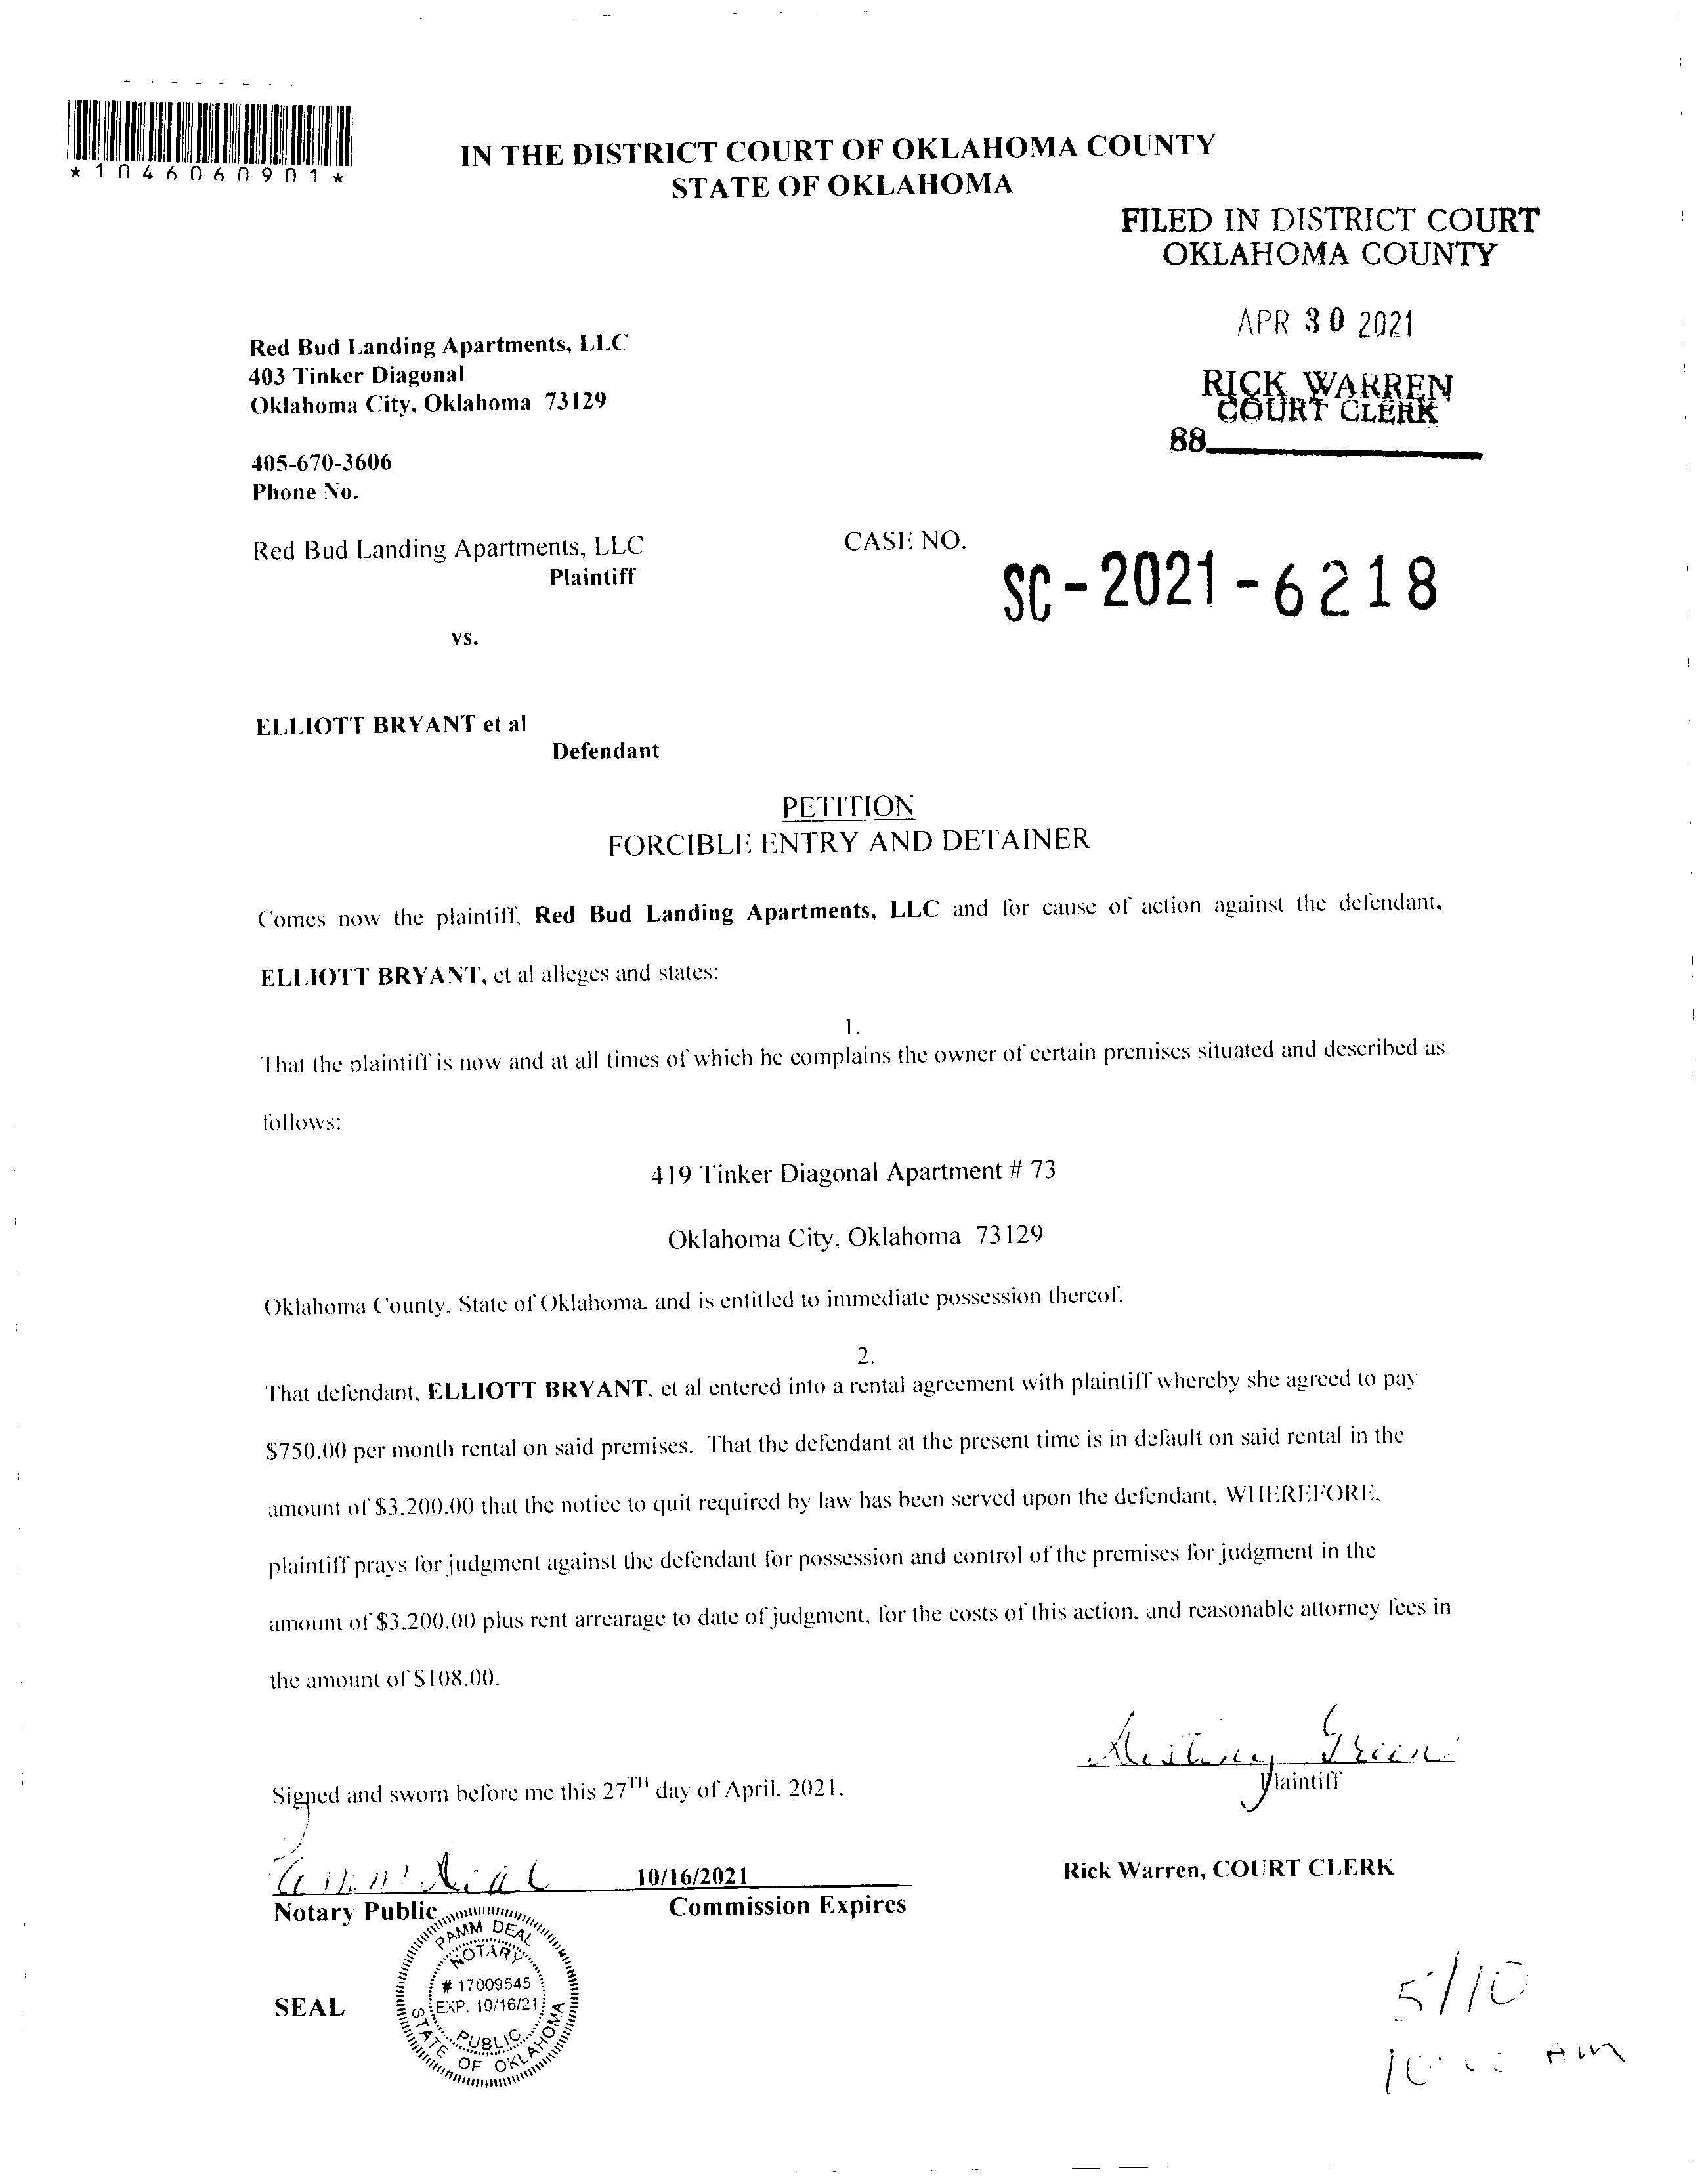 *1046060901*
IN THE DISTRICT COURT OF OKLAHOMA COUNTY
STATE OF OKLAHOMA
FILED IN DISTRICT COURT
OKLAHOMA COUNTY
APR 30 2021
RICK WARREN
COURT CLERK
88
Red Bud Landing Apartments, LLC
403 Tinker Diagonal
Oklahoma City, Oklahoma 73129
405-670-3606
Phone No.
Red Bud Landing Apartments, LLC
Plaintiff
CASE NO.
SC-2021-6218
vs.
ELLIOTT BRYANT et al
Defendant
PETITION
FORCIBLE ENTRY AND DETAINER
Comes now the plaintiff, Red Bud Landing Apartments, LLC and for cause of action against the defendant,
ELLIOTT BRYANT, et al alleges and states:
1.
That the plaintiff is now and at all times of which he complains the owner of certain premises situated and described as
follows:
419 Tinker Diagonal Apartment # 73
Oklahoma City, Oklahoma 73129
Oklahoma County, State of Oklahoma, and is entitled to immediate possession thereof.
2.
That defendant, ELLIOTT BRYANT, et al entered into a rental agreement with plaintiff whereby she agreed to pay
$750.00 per month rental on said premises. That the defendant at the present time is in default on said rental in the
amount of $3,200.00 that the notice to quit required by law has been served upon the defendant, WHEREFORE,
plaintiff prays for judgment against the defendant for possession and control of the premises for judgment in the
amount of $3,200.00 plus rent arrearage to date of judgment, for the costs of this action, and reasonable attorney fees in
the amount of $108.00.
Destiny Green
Plaintiff
Signed and sworn before me this 27TH day of April, 2021.
Pamm Deal
10/16/2021
Notary Public
Commission Expires
Rick Warren, COURT CLERK
SEAL
PAMM DEAL
NOTARY
# 17009545
EXP. 10/16/21
PUBLIC
STATE OF OKLAHOMA
5/10
AM